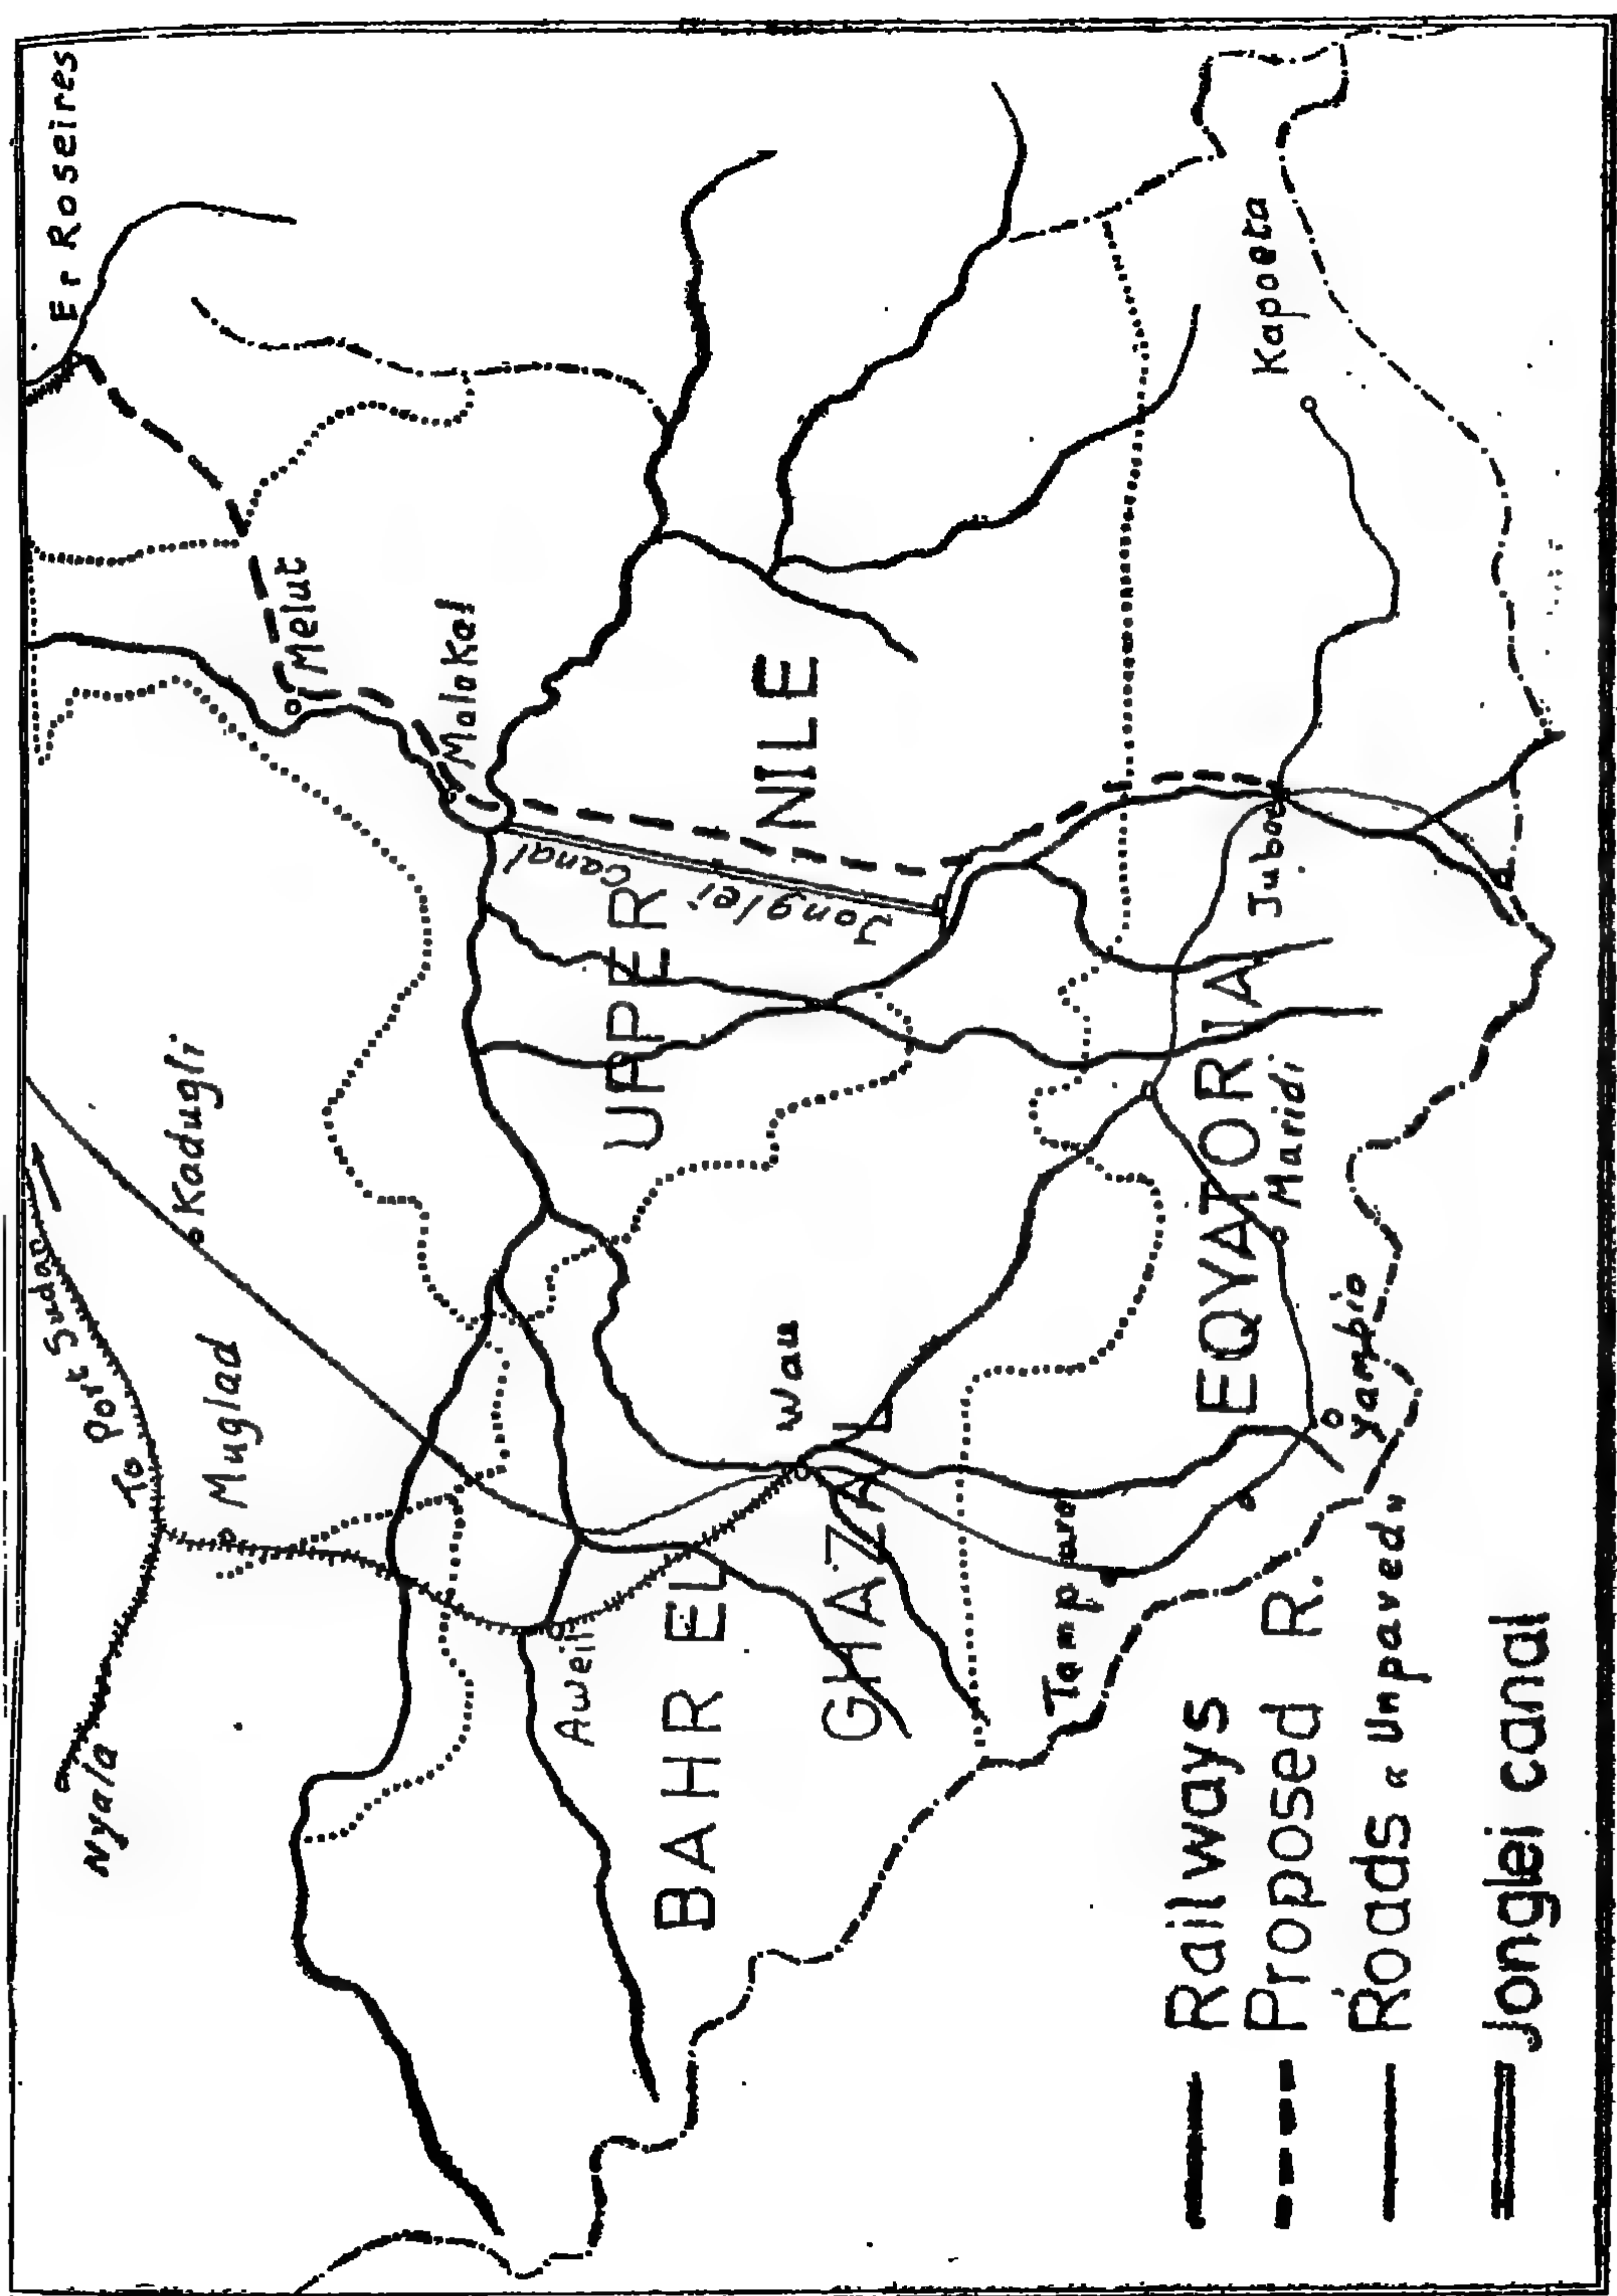 Er Roseires
To Port Sudan
Nyala
Muglad
Kadugli
Melut
Malakal
Jonglei canal
UPPER NILE
Aweil
Wau
BAHR EL
GHAZAL
EQYATORIA
Kapoeta
Juba
Maridi
Yambio
Railways
Proposed R.
Roads « Unpaved »
Jonglei canal